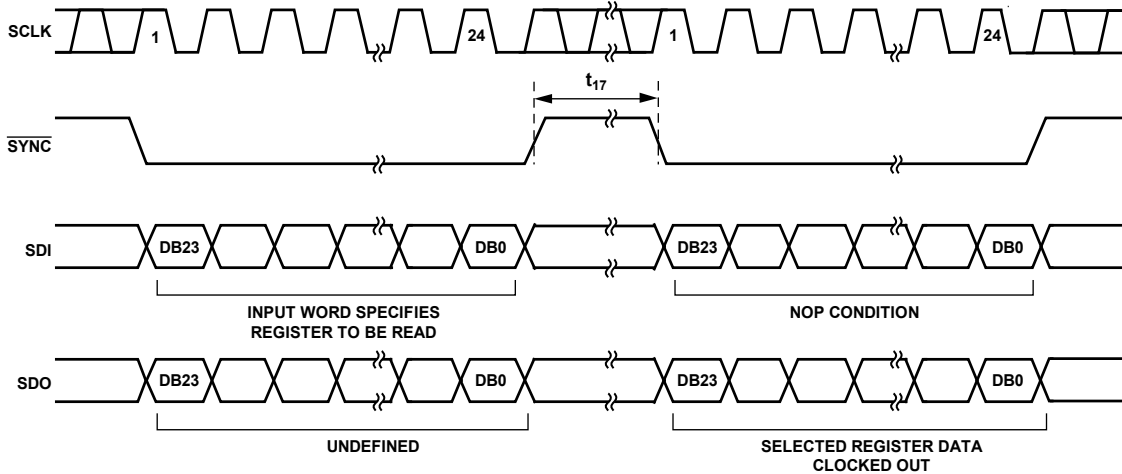 SCLK
1
24
1
24
t17
SYNC
SDI
DB23
DB0
DB23
DB0
INPUT WORD SPECIFIES
REGISTER TO BE READ
NOP CONDITION
SDO
DB23
DB0
DB23
DB0
UNDEFINED
SELECTED REGISTER DATA
CLOCKED OUT